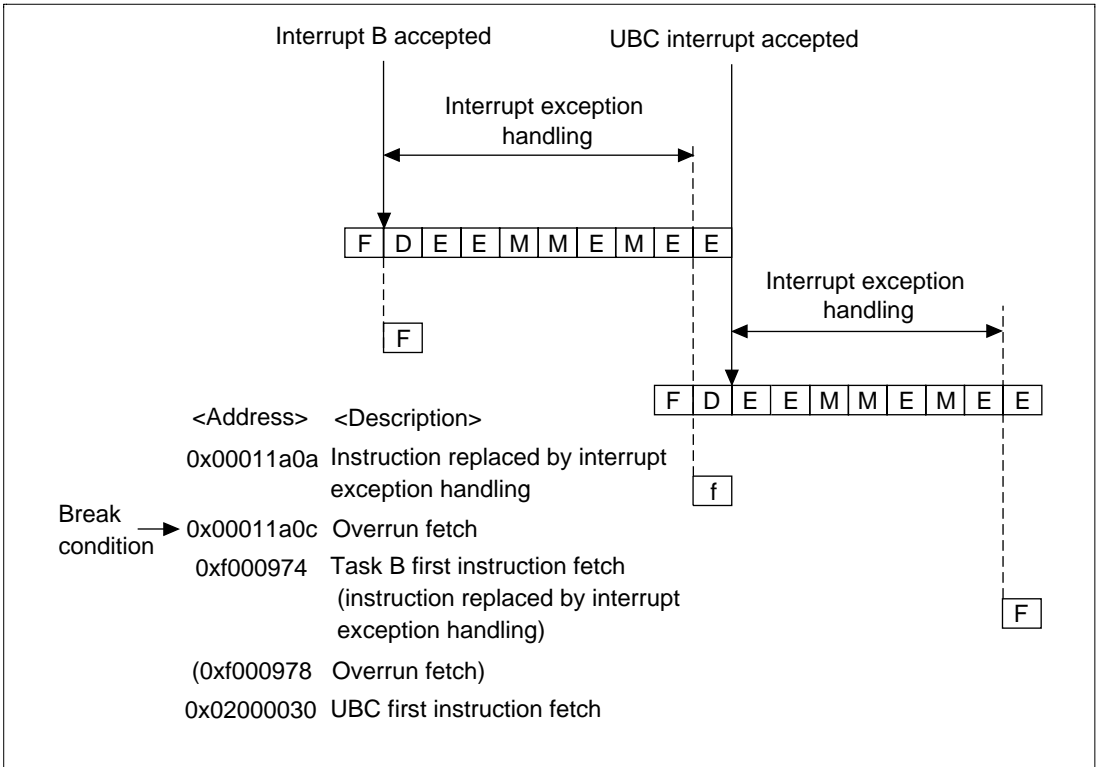 Interrupt B accepted
UBC interrupt accepted
Interrupt exception
handling
F D E E M M E M E E
Interrupt exception
handling
F
F D E E M M E M E E
<Address> <Description>
0x00011a0a Instruction replaced by interrupt
exception handling
f
Break
condition
0x00011a0c Overrun fetch
0xf000974 Task B first instruction fetch
(instruction replaced by interrupt
exception handling)
F
(0xf000978 Overrun fetch)
0x02000030 UBC first instruction fetch